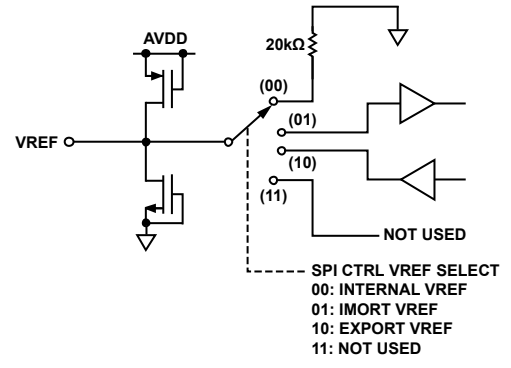 AVDD
20kΩ
(00)
(01)
VREF
(10)
(11)
NOT USED
SPI CTRL VREF SELECT
00: INTERNAL VREF
01: IMORT VREF
10: EXPORT VREF
11: NOT USED